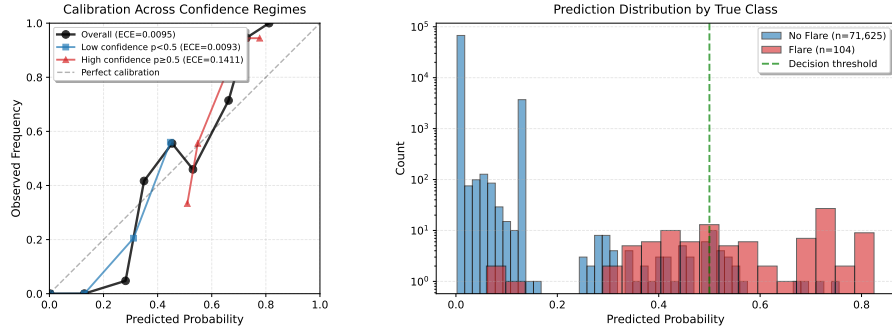 Calibration Across Confidence Regimes
Overall (ECE=0.0095)
Low confidence p<0.5 (ECE=0.0093)
High confidence p≥0.5 (ECE=0.1411)
Perfect calibration
Observed Frequency
1.0
0.8
0.6
0.4
0.2
0.0
0.0 0.2 0.4 0.6 0.8 1.0
Predicted Probability
Prediction Distribution by True Class
No Flare (n=71,625)
Flare (n=104)
Decision threshold
Count
10⁵
10⁴
10³
10²
10¹
10⁰
0.0 0.2 0.4 0.6 0.8
Predicted Probability